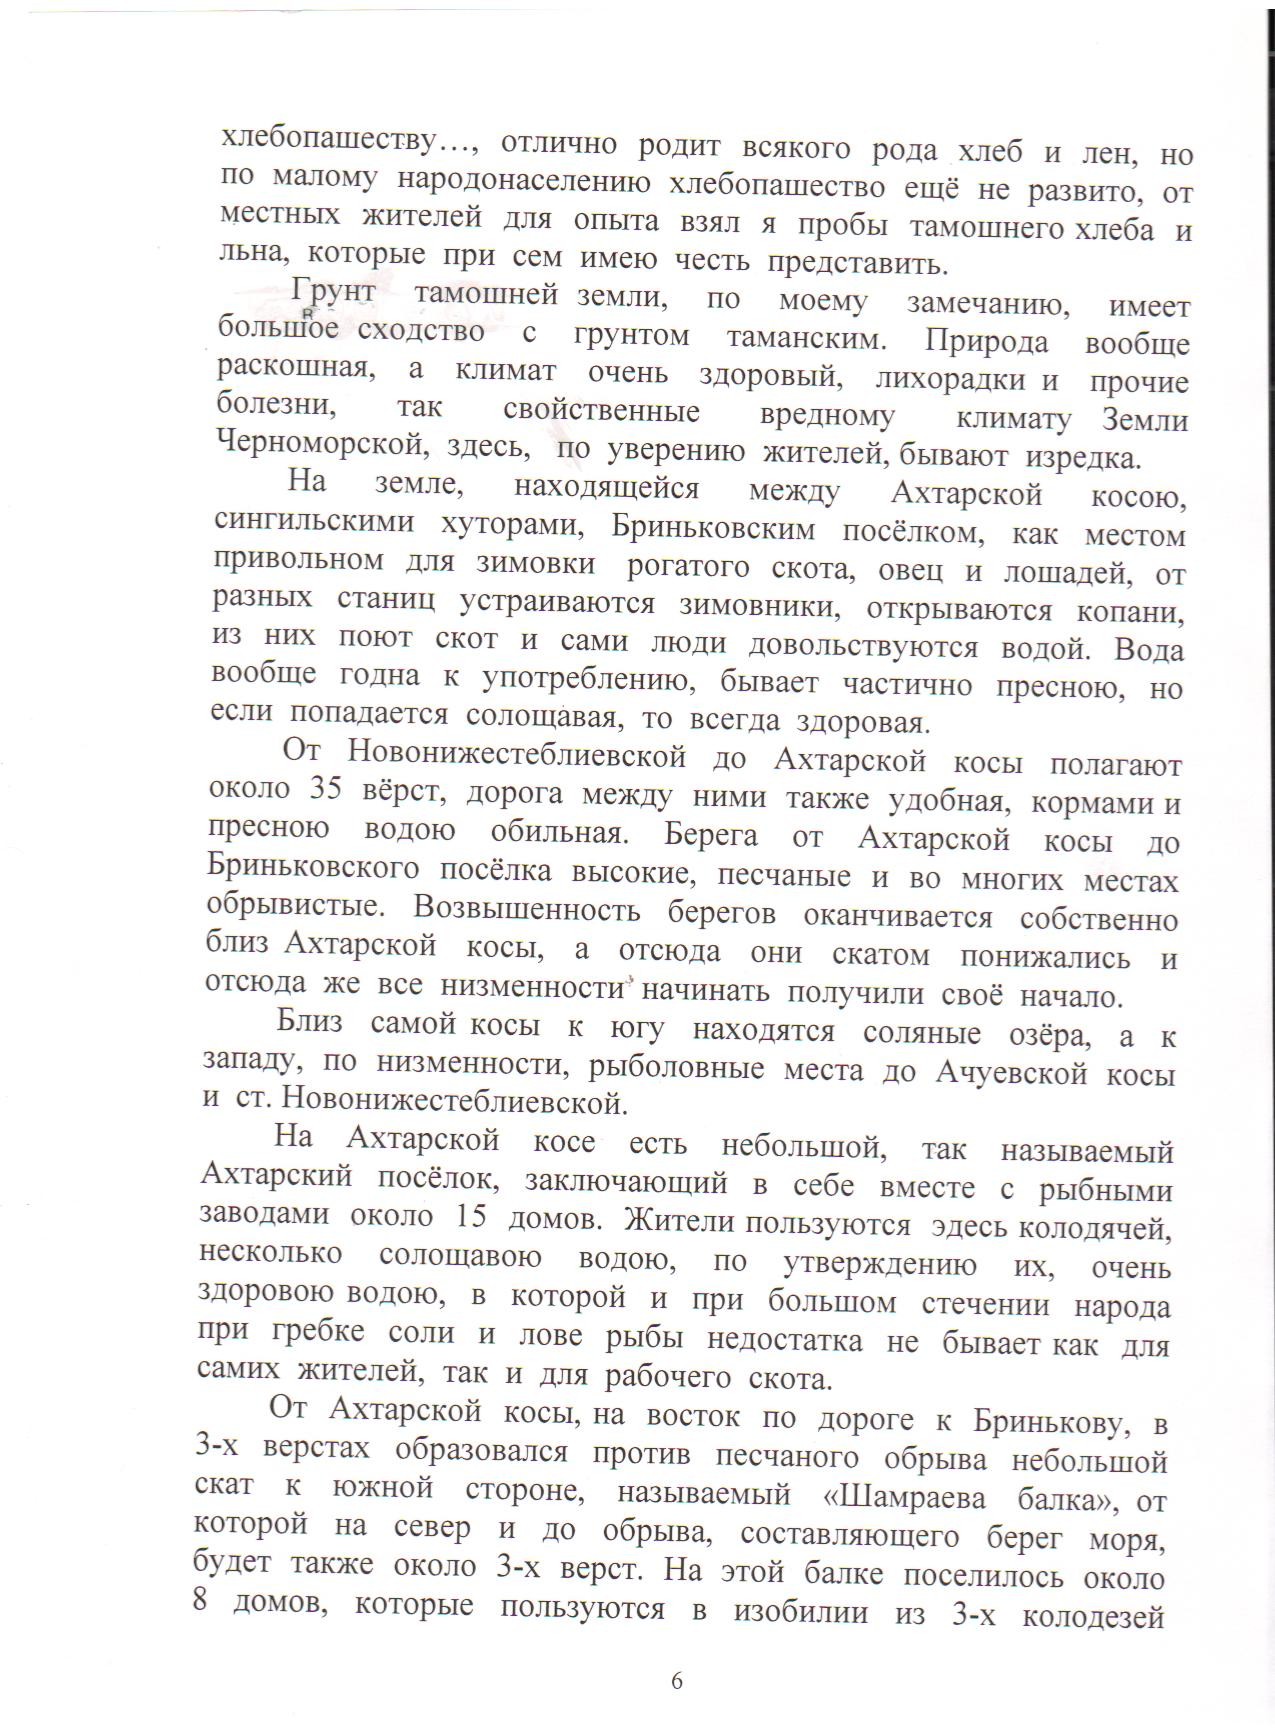 хлебопашеству…, отлично родит всякого рода хлеб и лен, но
по малому народонаселению хлебопашество ещё не развито, от
местных жителей для опыта взял я пробы тамошнего хлеба и
льна, которые при сем имею честь представить.
Грунт тамошней земли, по моему замечанию, имеет
большое сходство с грунтом таманским. Природа вообще
раскошная, а климат очень здоровый, лихорадки и прочие
болезни, так свойственные вредному климату Земли
Черноморской, здесь, по уверению жителей, бывают изредка.
На земле, находящейся между Ахтарской косою,
сингильскими хуторами, Бриньковским посёлком, как местом
привольном для зимовки рогатого скота, овец и лошадей, от
разных станиц устраиваются зимовники, открываются копани,
из них поют скот и сами люди довольствуются водой. Вода
вообще годна к употреблению, бывает частично пресною, но
если попадается солощавая, то всегда здоровая.
От Новонижестеблиевской до Ахтарской косы полагают
около 35 вёрст, дорога между ними также удобная, кормами и
пресною водою обильная. Берега от Ахтарской косы до
Бриньковского посёлка высокие, песчаные и во многих местах
обрывистые. Возвышенность берегов оканчивается собственно
близ Ахтарской косы, а отсюда они скатом понижались и
отсюда же все низменности начинать получили своё начало.
Близ самой косы к югу находятся соляные озёра, а к
западу, по низменности, рыболовные места до Ачуевской косы
и ст. Новонижестеблиевской.
На Ахтарской косе есть небольшой, так называемый
Ахтарский посёлок, заключающий в себе вместе с рыбными
заводами около 15 домов. Жители пользуются эдесь колодячей,
несколько солощавою водою, по утверждению их, очень
здоровою водою, в которой и при большом стечении народа
при гребке соли и лове рыбы недостатка не бывает как для
самих жителей, так и для рабочего скота.
От Ахтарской косы, на восток по дороге к Бринькову, в
3-х верстах образовался против песчаного обрыва небольшой
скат к южной стороне, называемый «Шамраева балка», от
которой на север и до обрыва, составляющего берег моря,
будет также около 3-х верст. На этой балке поселилось около
8 домов, которые пользуются в изобилии из 3-х колодезей
6